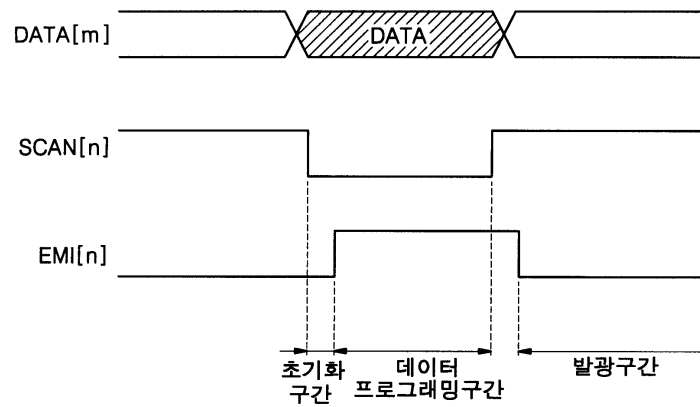 DATA[m]
DATA
SCAN[n]
EMI[n]
초기화
구간
데이터
프로그래밍구간
발광구간